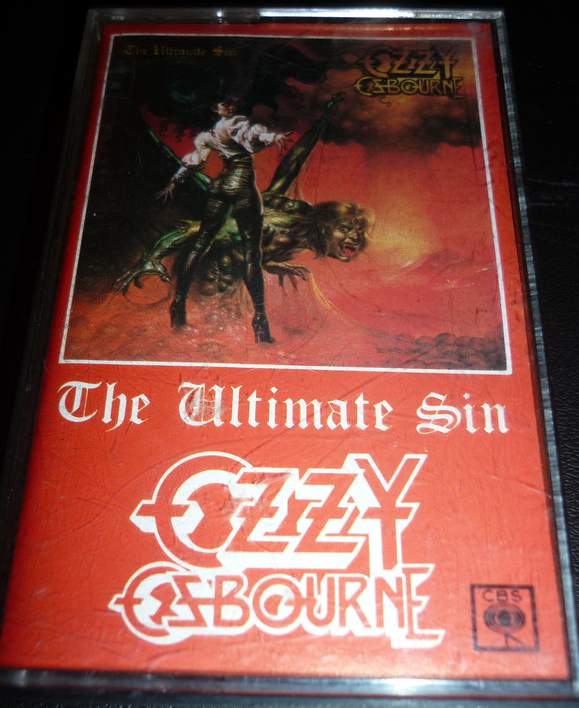 The Ultimate Sin
OZZY
OSBOURNE
The Ultimate Sin
OZZY
OSBOURNE
CBS